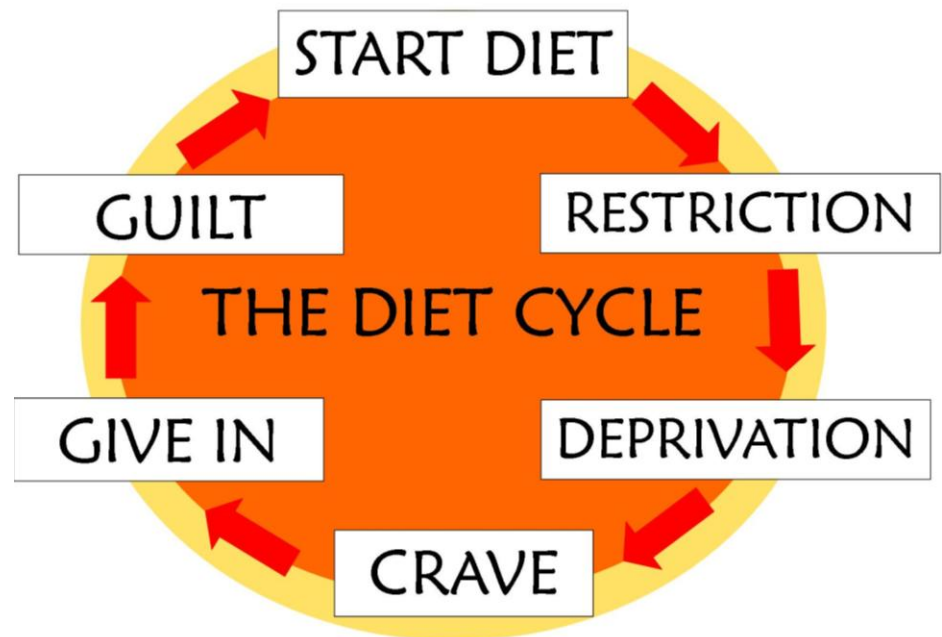 START DIET
RESTRICTION
DEPRIVATION
CRAVE
GIVE IN
GUILT
THE DIET CYCLE